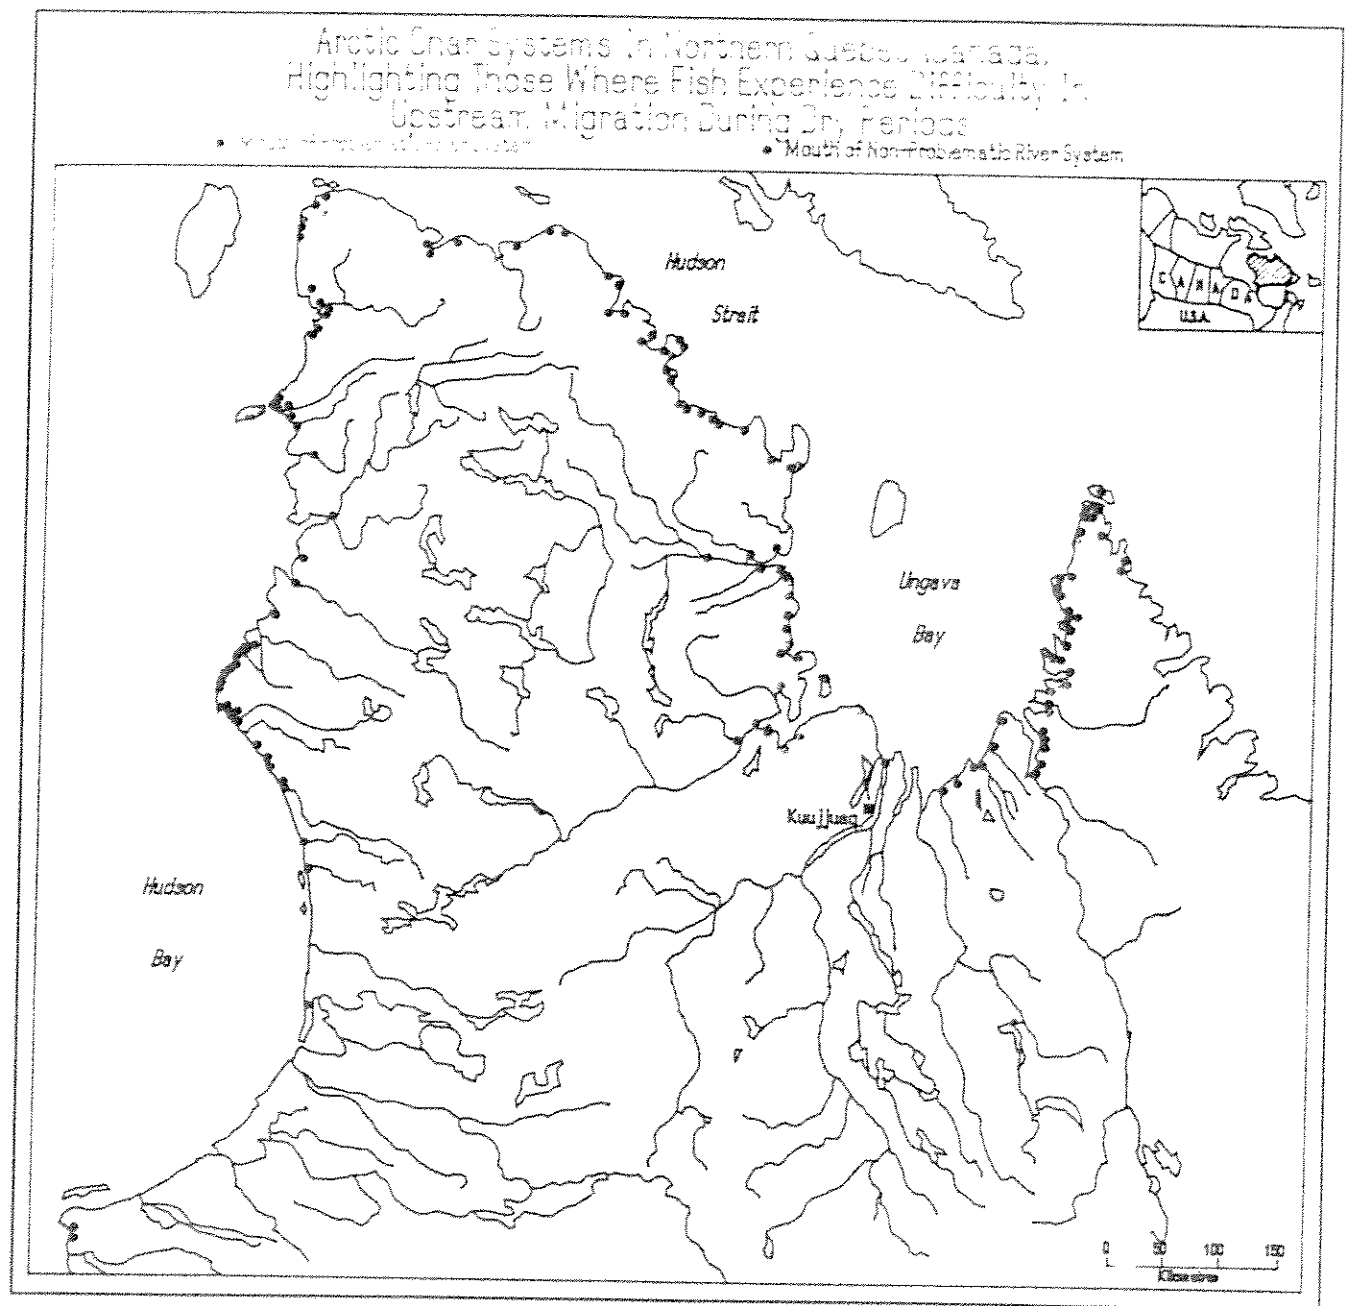 Arctic Char Systems in Northern Quebec, Canada,
Highlighting Those Where Fish Experience Difficulty In
Upstream Migration During Dry Periods
Mouth of Non-Problematic River System
Hudson
Strait
CANADA
U.S.A.
Ungava
Bay
Kuujjuaq
Hudson
Bay
0 50 100 150
Kilometres